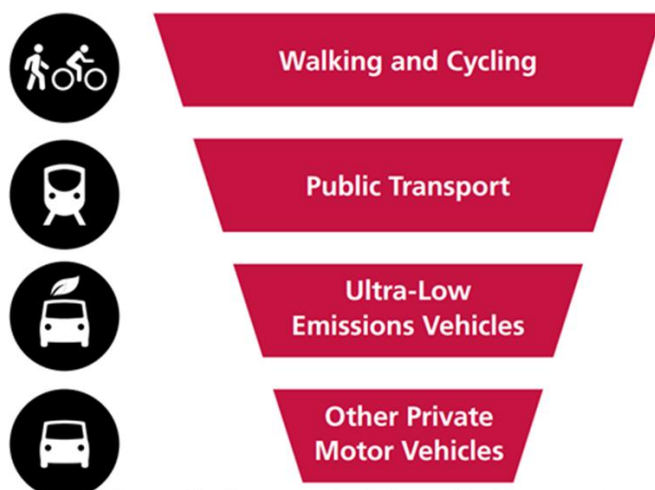 Walking and Cycling
Public Transport
Ultra-Low
Emissions Vehicles
Other Private
Motor Vehicles